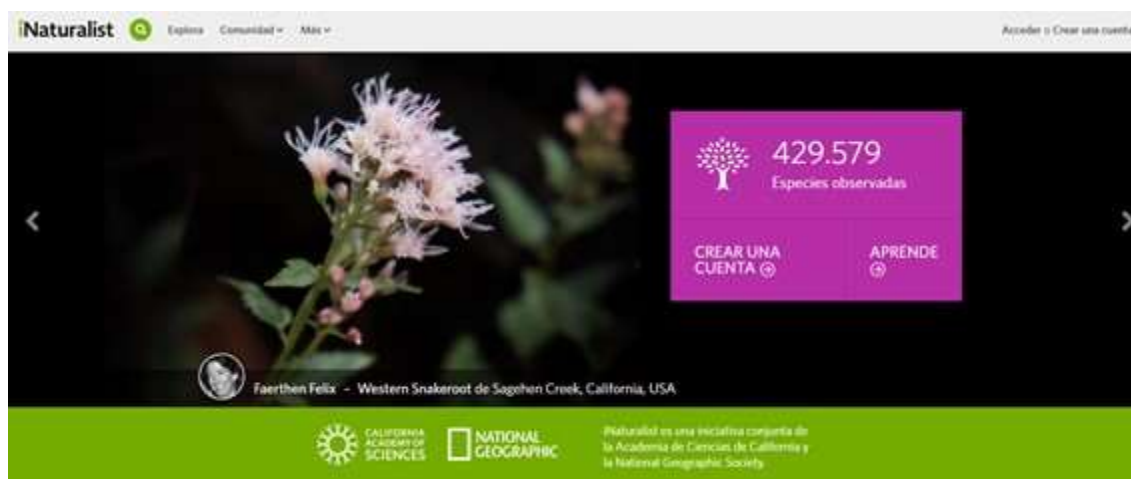 iNaturalist Explora Comunidad Más Acceder o Crear una cuenta
429.579
Especies observadas
CREAR UNA
CUENTA
APRENDE
Faerthen Felix - Western Snakeroot de Sagehen Creek, California, USA
CALIFORNIA
ACADEMY OF
SCIENCES
NATIONAL
GEOGRAPHIC
iNaturalist es una iniciativa conjunta de
la Academia de Ciencias de California y
la National Geographic Society.